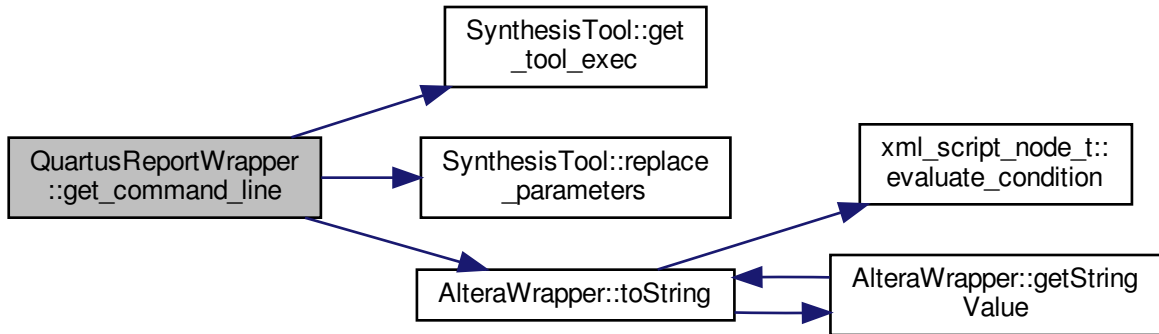 SynthesisTool::get
_tool_exec
QuartusReportWrapper
::get_command_line
SynthesisTool::replace
_parameters
xml_script_node_t::
evaluate_condition
AlteraWrapper::toString
AlteraWrapper::getString
Value